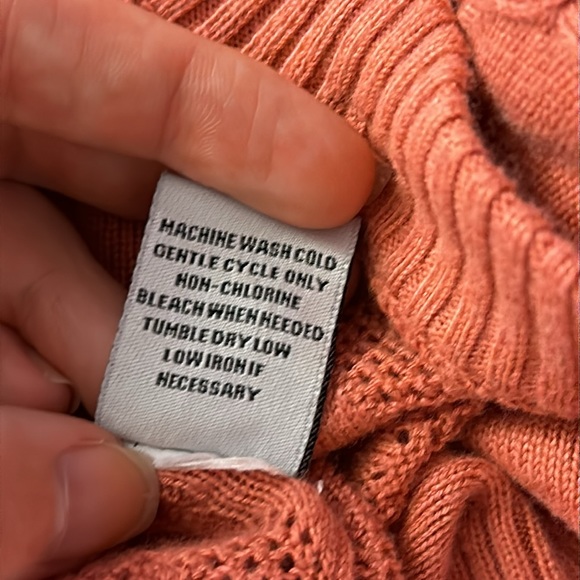 MACHINE WASH COLD
GENTLE CYCLE ONLY
NON-CHLORINE
BLEACH WHEN NEEDED
TUMBLE DRY LOW
LOW IRON IF
NECESSARY